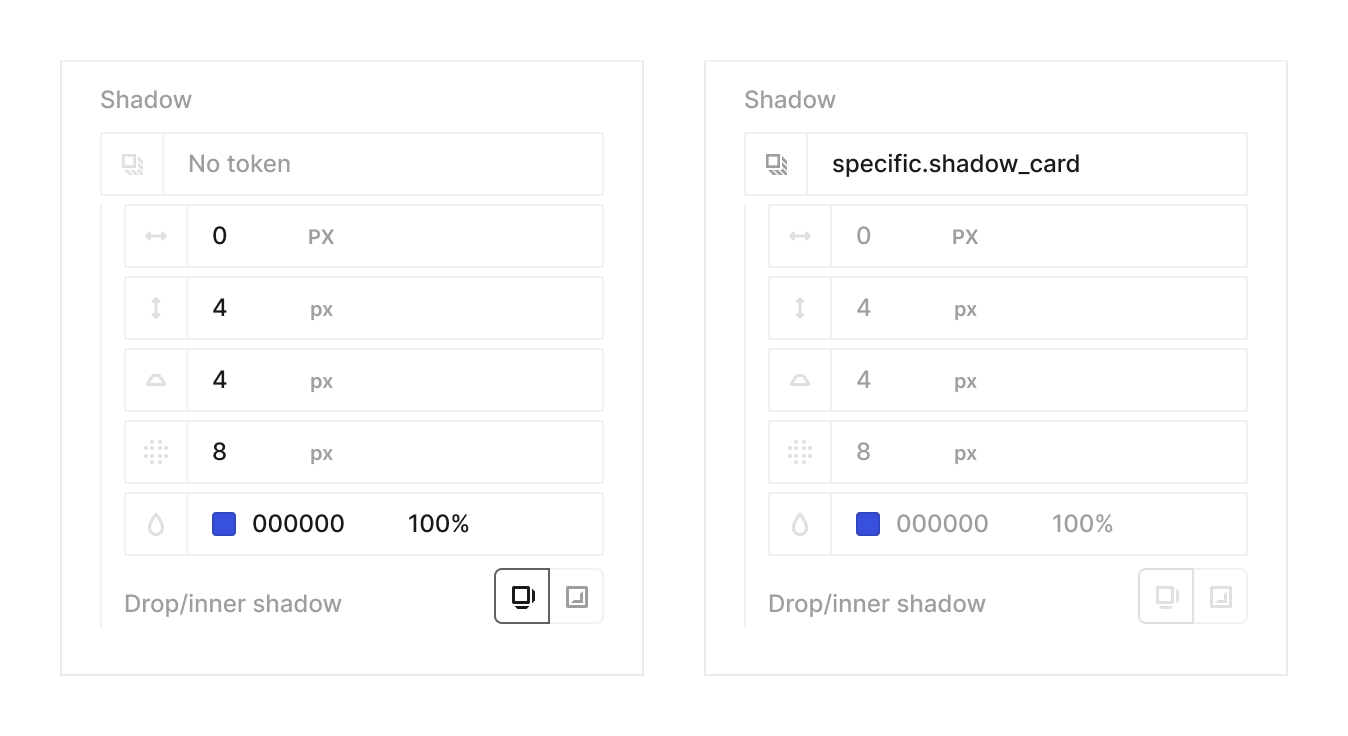 Shadow
No token
0 PX
4 px
4 px
8 px
000000 100%
Drop/inner shadow
Shadow
specific.shadow_card
0 PX
4 px
4 px
8 px
000000 100%
Drop/inner shadow